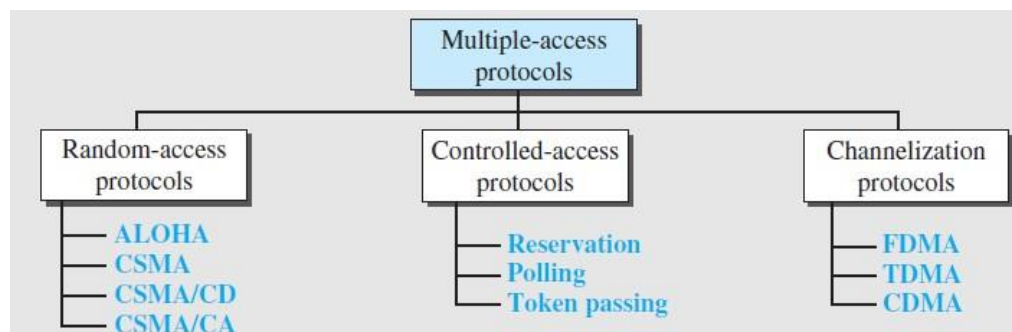 Multiple-access
protocols
Random-access
protocols
Controlled-access
protocols
Channelization
protocols
ALOHA
CSMA
CSMA/CD
CSMA/CA
Reservation
Polling
Token passing
FDMA
TDMA
CDMA